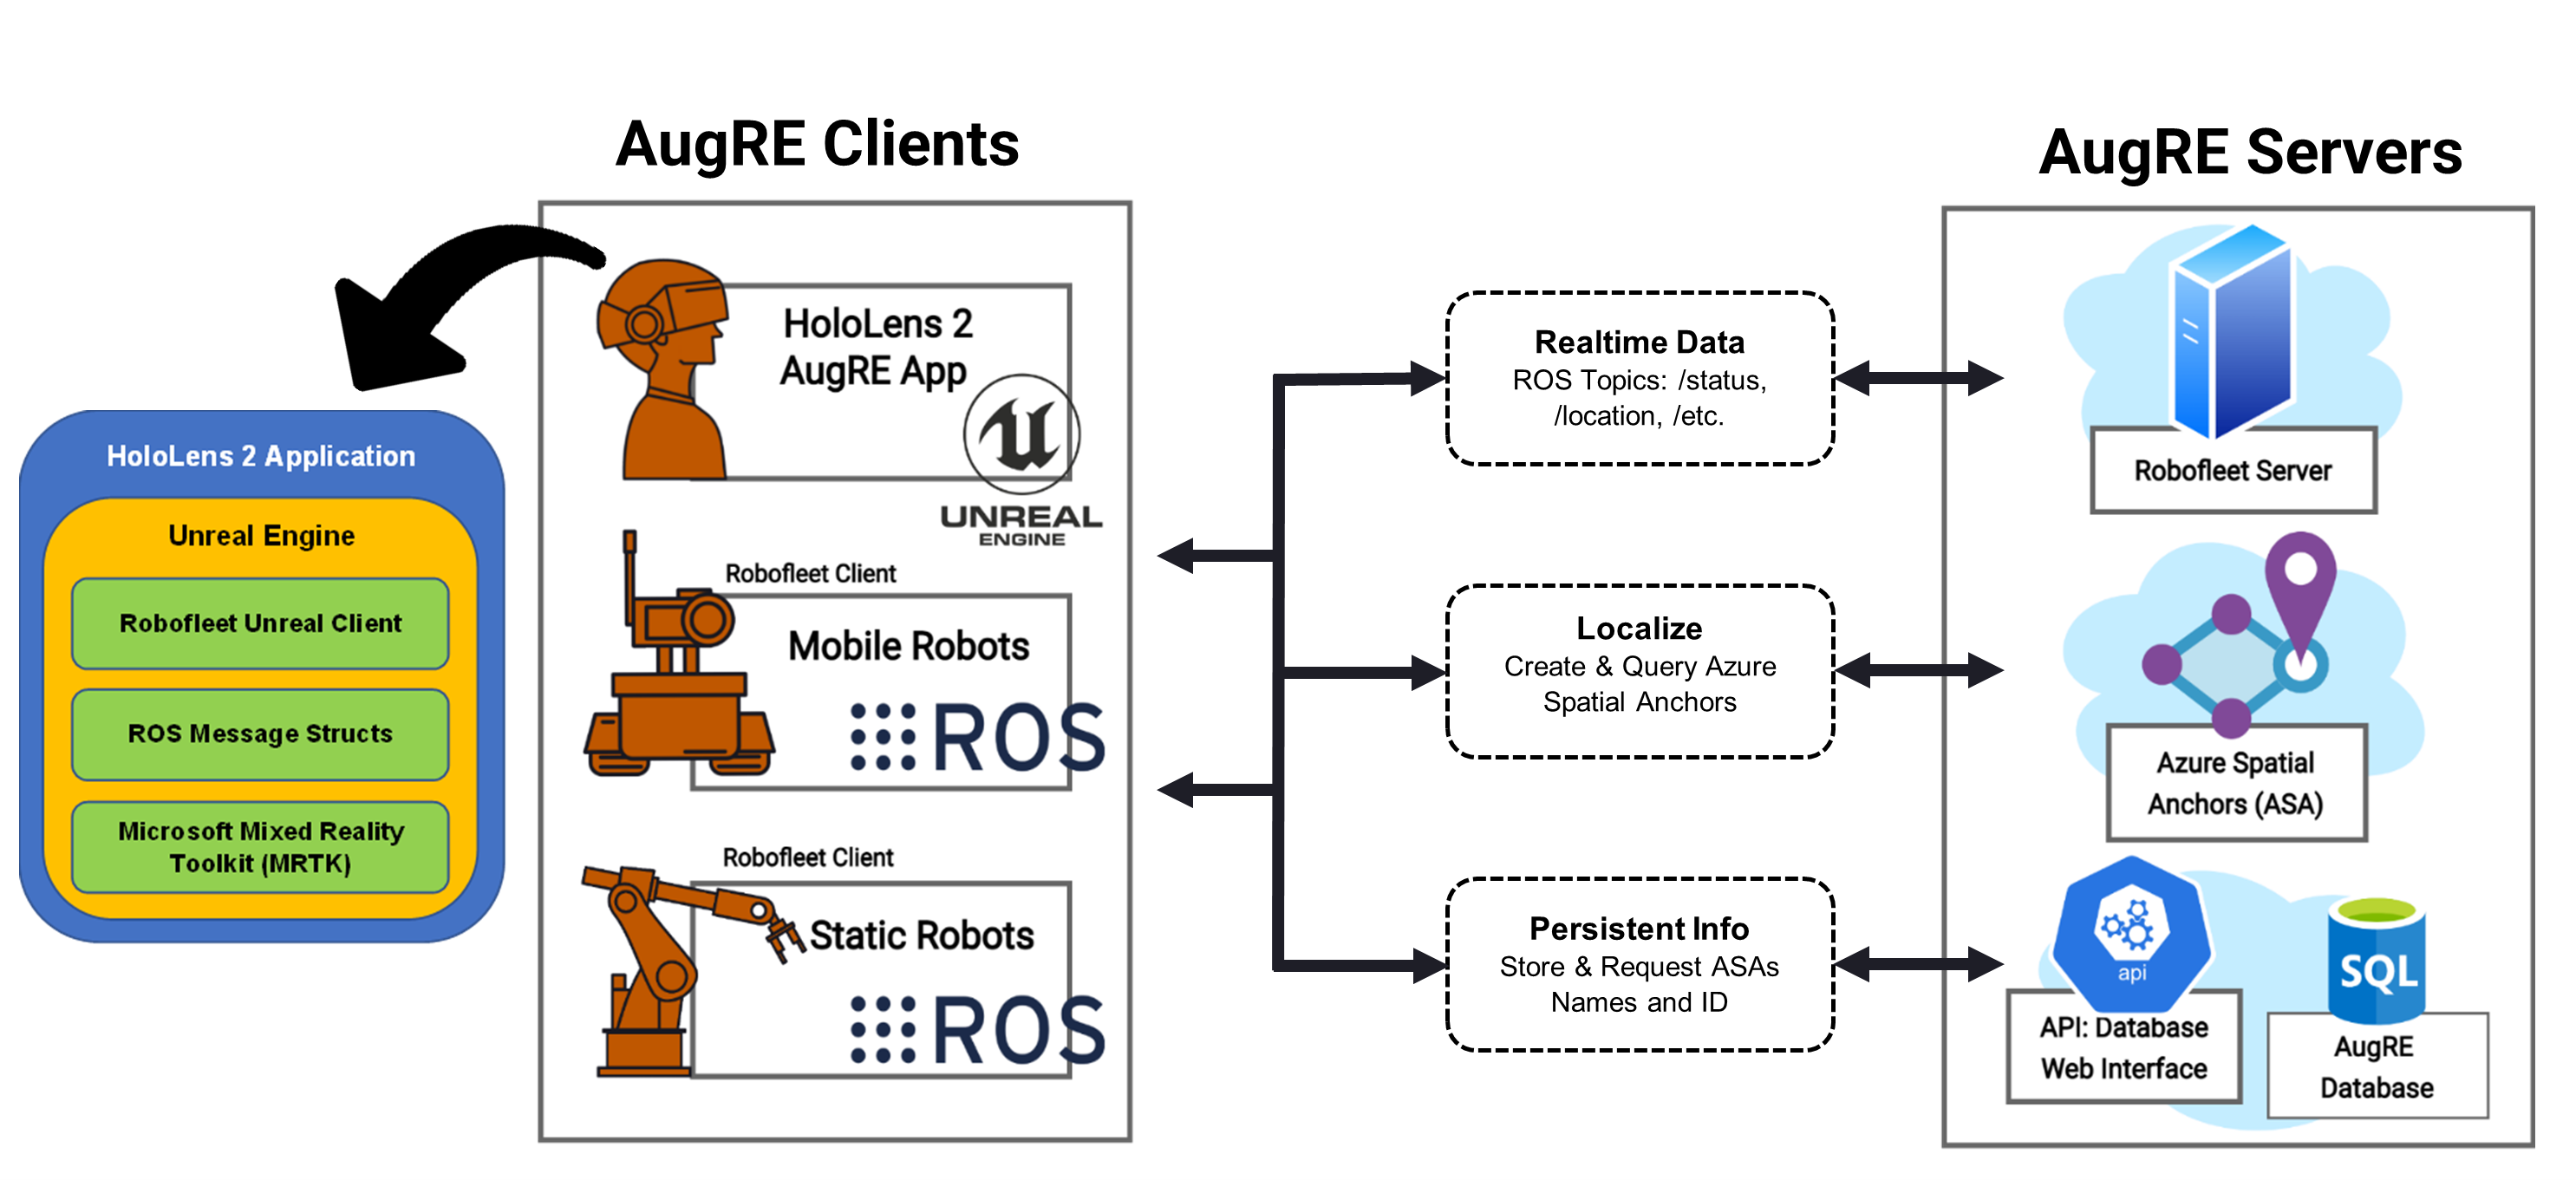 AugRE Clients
AugRE Servers
HoloLens 2 Application
Unreal Engine
Robofleet Unreal Client
ROS Message Structs
Microsoft Mixed Reality
Toolkit (MRTK)
HoloLens 2
AugRE App
UNREAL
ENGINE
Robofleet Client
Mobile Robots
ROS
Robofleet Client
Static Robots
ROS
Realtime Data
ROS Topics: /status,
/location, /etc.
Localize
Create & Query Azure
Spatial Anchors
Persistent Info
Store & Request ASAs
Names and ID
Robofleet Server
Azure Spatial
Anchors (ASA)
api
API: Database
Web Interface
SQL
AugRE
Database